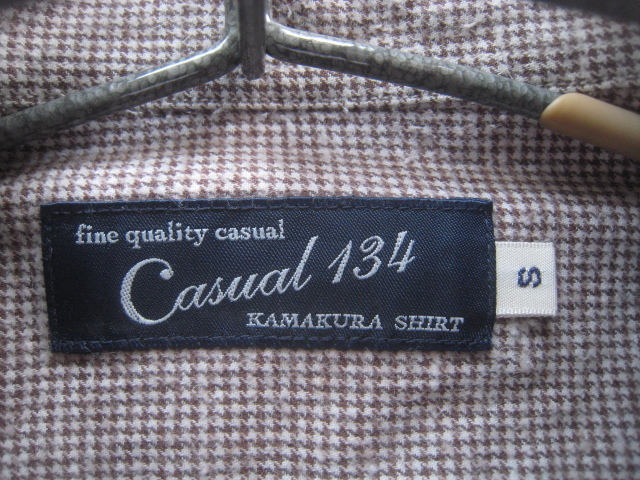 fine quality casual
Casual 134
KAMAKURA SHIRT
S